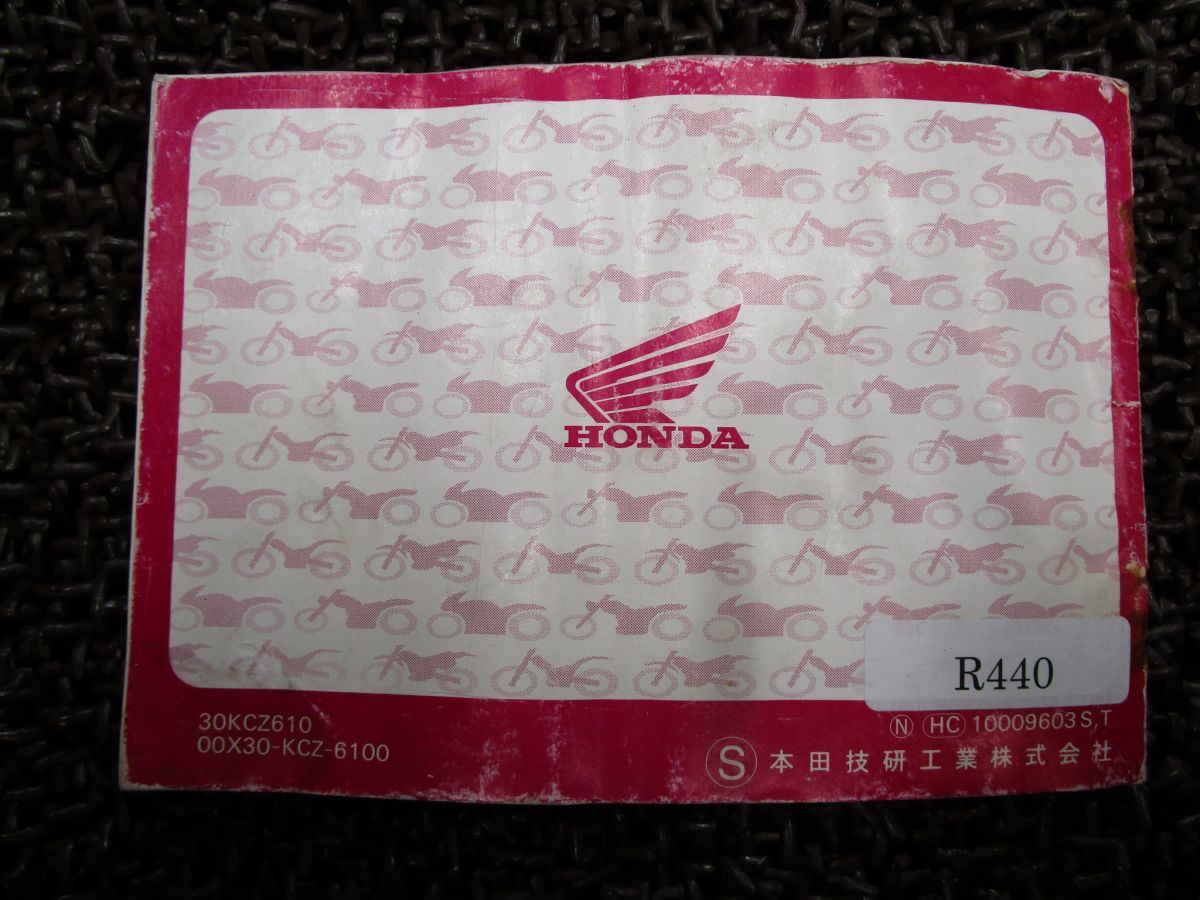 HONDA
R440
30KCZ610
00X30-KCZ-6100
Ⓝ HC 10009603 S,T
Ⓢ 本田技研工業株式会社